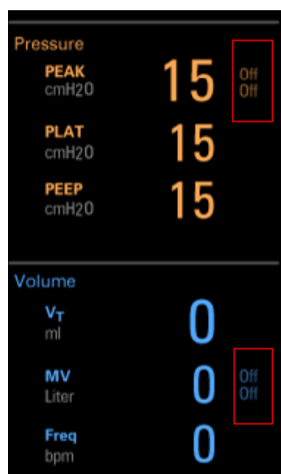 Pressure
PEAK 15 Off
cmH2O Off
PLAT 15
cmH2O
PEEP 15
cmH2O
Volume
VT 0
ml
MV 0 Off
Liter Off
Freq 0
bpm